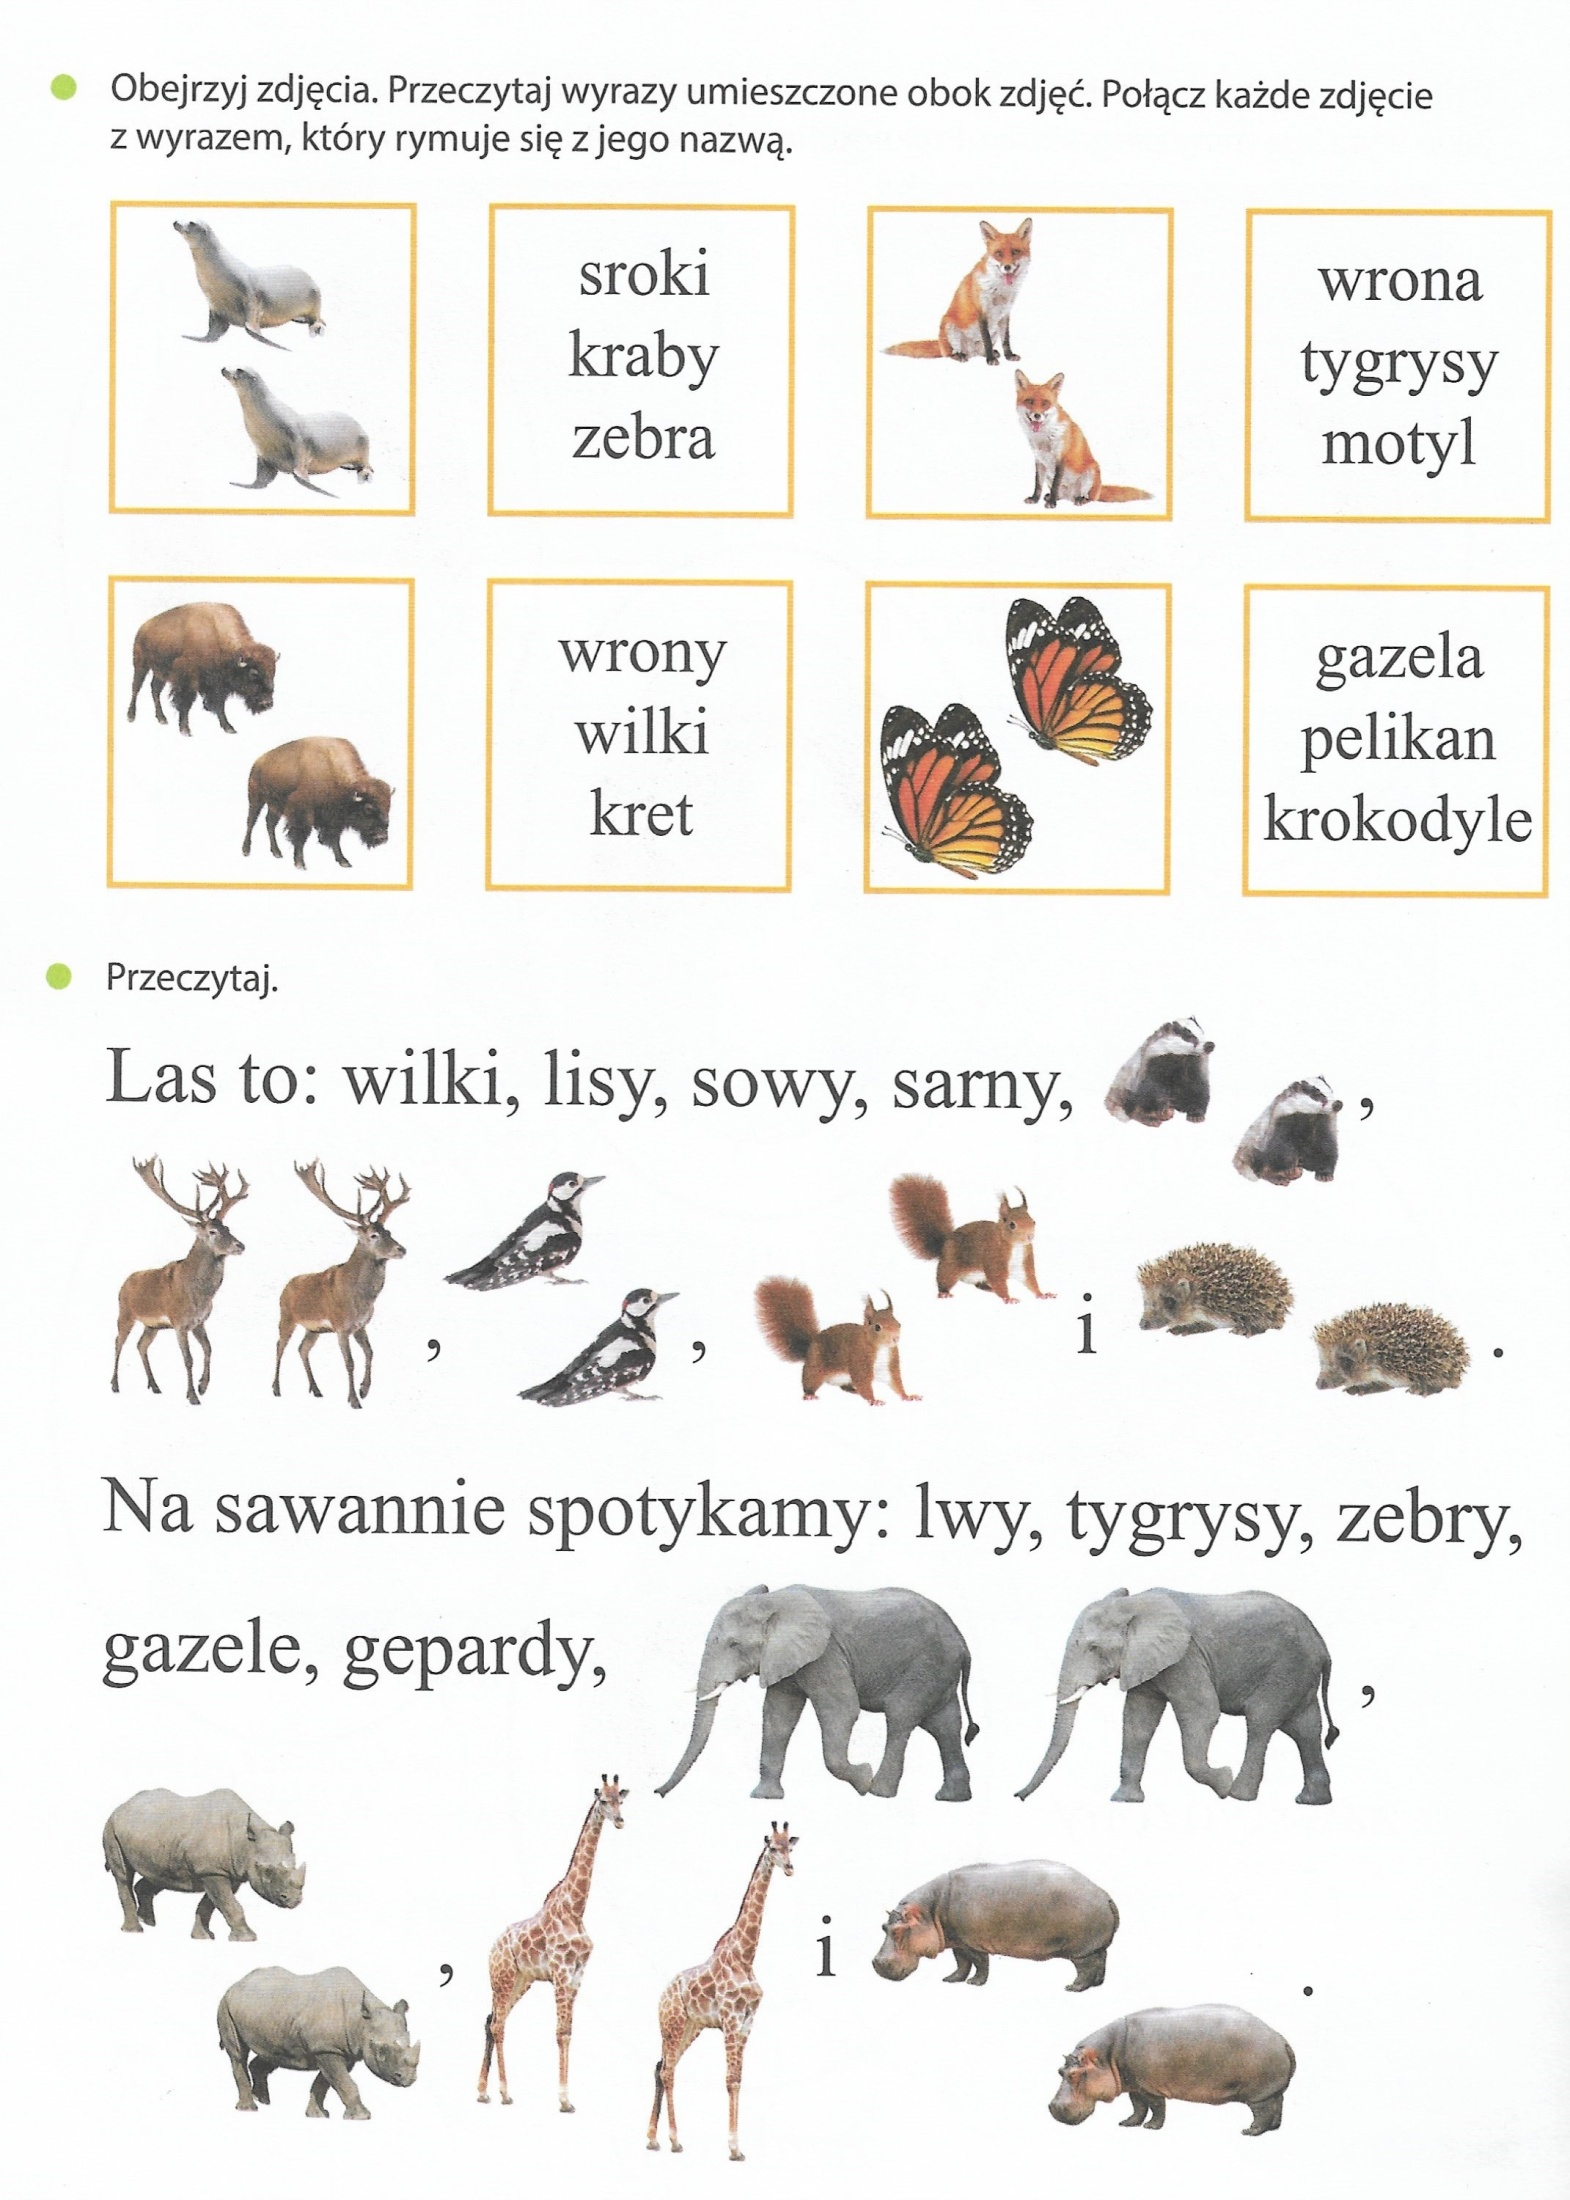 Obejrzyj zdjęcia. Przeczytaj wyrazy umieszczone obok zdjęć. Połącz każde zdjęcie
z wyrazem, który rymuje się z jego nazwą.
sroki
kraby
zebra
wrona
tygrysy
motyl
wrony
wilki
kret
gazela
pelikan
krokodyle
Przeczytaj.
Las to: wilki, lisy, sowy, sarny, ,
, , i .
Na sawannie spotykamy: lwy, tygrysy, zebry,
gazele, gepardy, ,
, i .